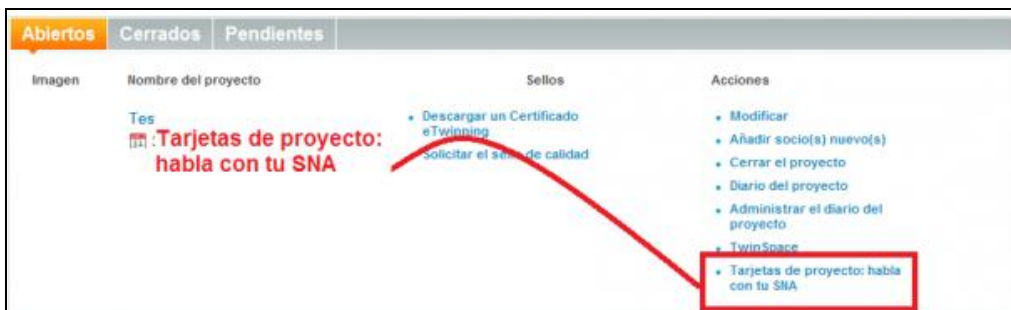 Abiertos Cerrados Pendientes
Imagen Nombre del proyecto Sellos Acciones
Tes
:Tarjetas de proyecto:
habla con tu SNA
Descargar un Certificado
eTwinning
Solicitar el sello de calidad
Modificar
Añadir socio(s) nuevo(s)
Cerrar el proyecto
Diario del proyecto
Administrar el diario del
proyecto
TwinSpace
Tarjetas de proyecto: habla
con tu SNA